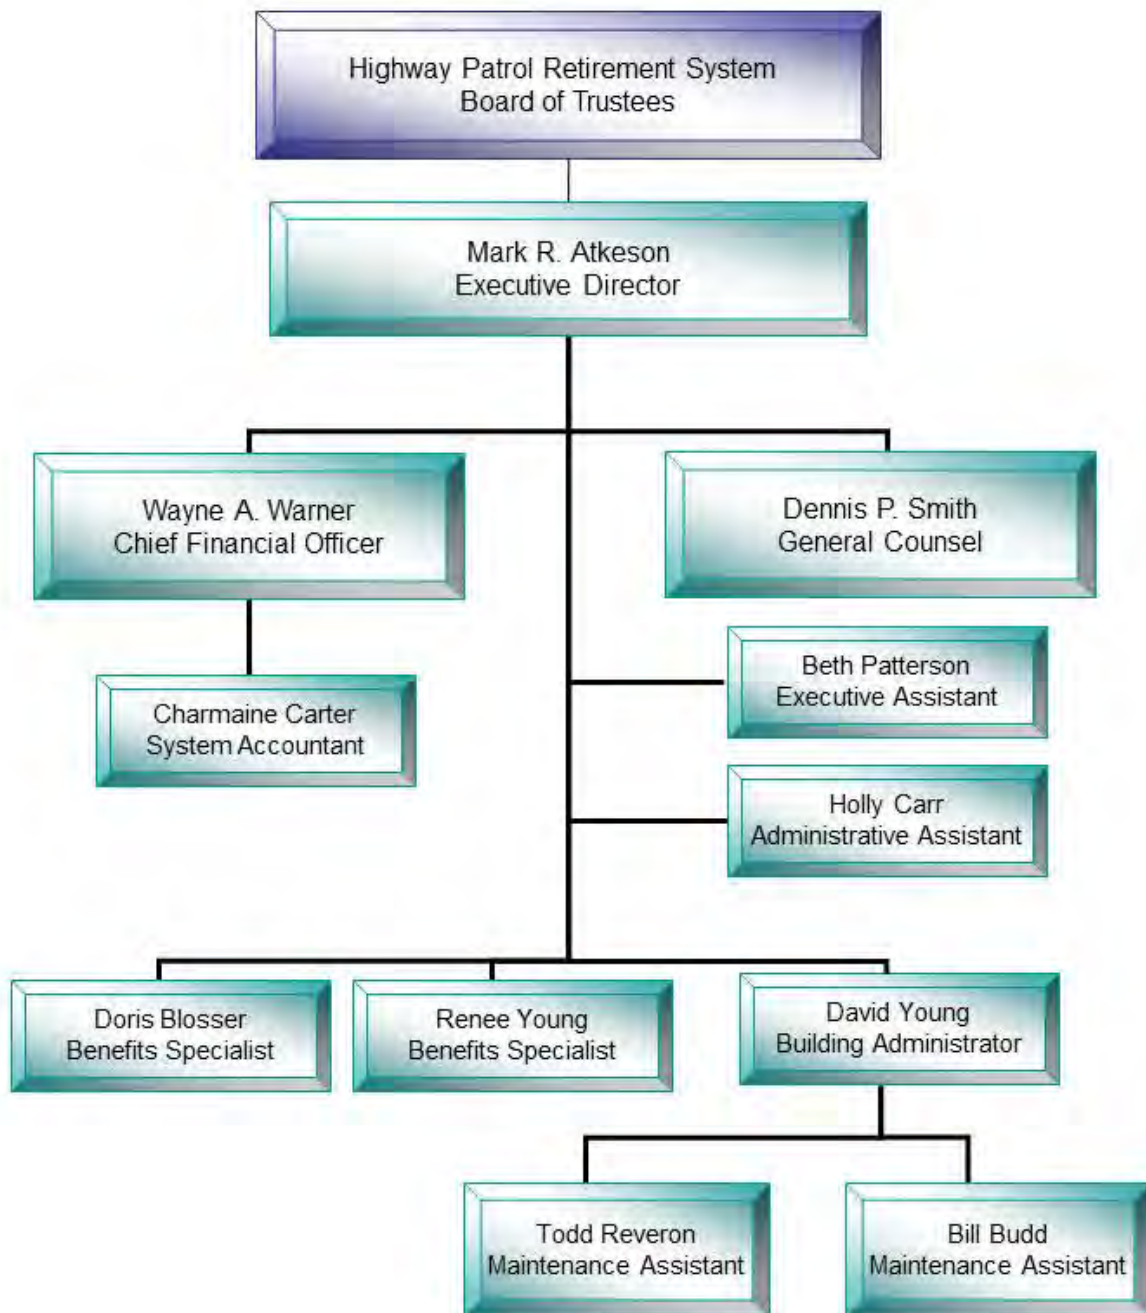 Highway Patrol Retirement System
Board of Trustees
Mark R. Atkeson
Executive Director
Wayne A. Warner
Chief Financial Officer
Dennis P. Smith
General Counsel
Charmaine Carter
System Accountant
Beth Patterson
Executive Assistant
Holly Carr
Administrative Assistant
Doris Blosser
Benefits Specialist
Renee Young
Benefits Specialist
David Young
Building Administrator
Todd Reveron
Maintenance Assistant
Bill Budd
Maintenance Assistant